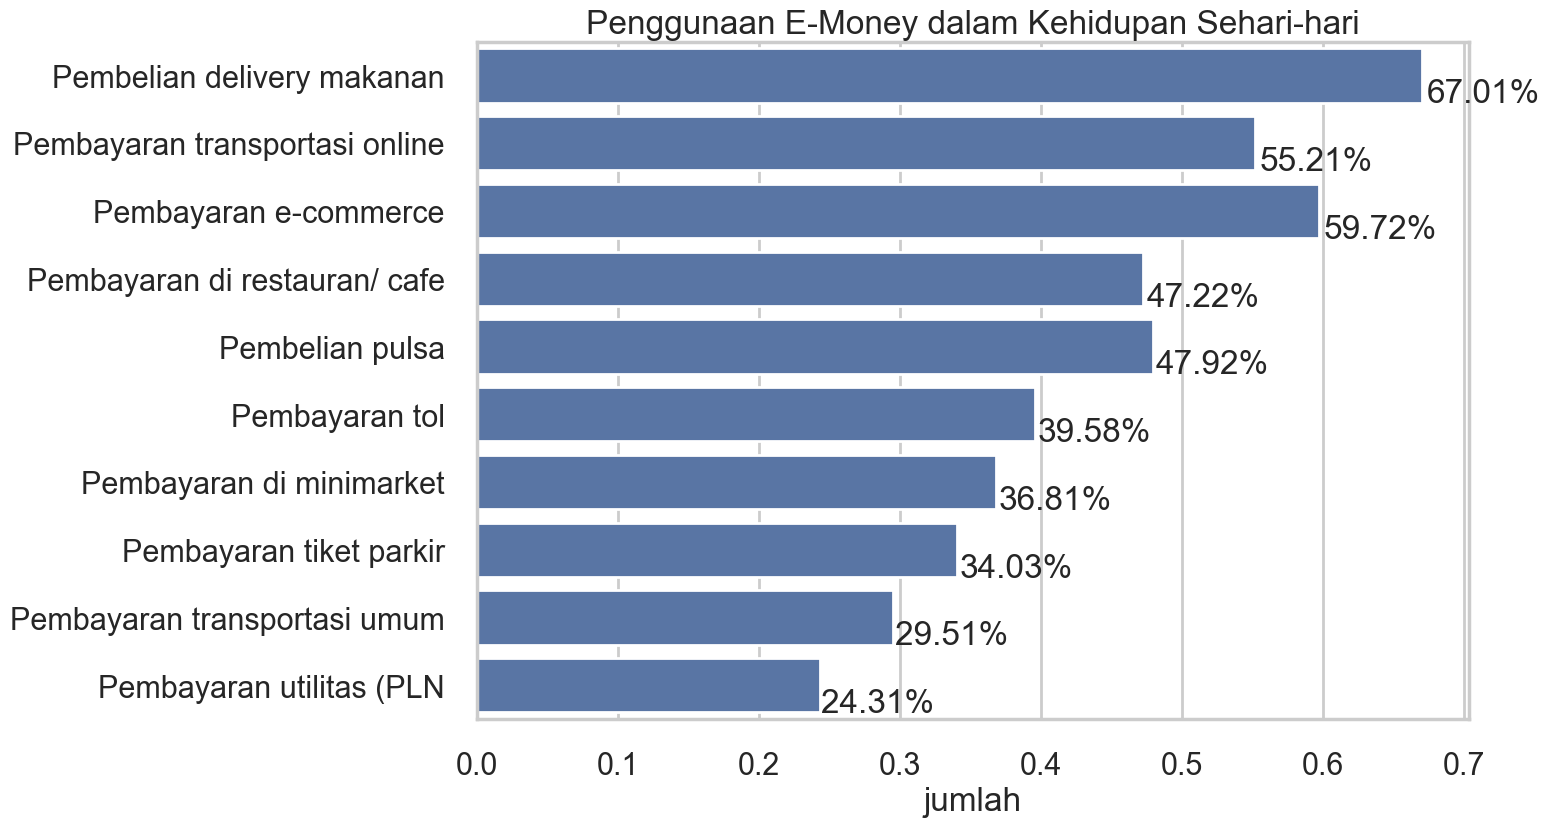 Penggunaan E-Money dalam Kehidupan Sehari-hari
Pembelian delivery makanan 67.01%
Pembayaran transportasi online 55.21%
Pembayaran e-commerce 59.72%
Pembayaran di restauran/ cafe 47.22%
Pembelian pulsa 47.92%
Pembayaran tol 39.58%
Pembayaran di minimarket 36.81%
Pembayaran tiket parkir 34.03%
Pembayaran transportasi umum 29.51%
Pembayaran utilitas (PLN 24.31%
0.0 0.1 0.2 0.3 0.4 0.5 0.6 0.7
jumlah